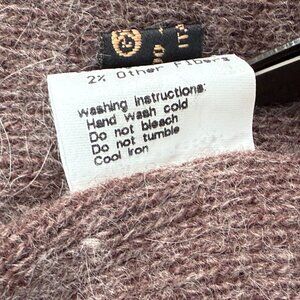 2% Other Fibers
Washing instructions:
Hand wash cold
Do not bleach
Do not tumble
Cool iron